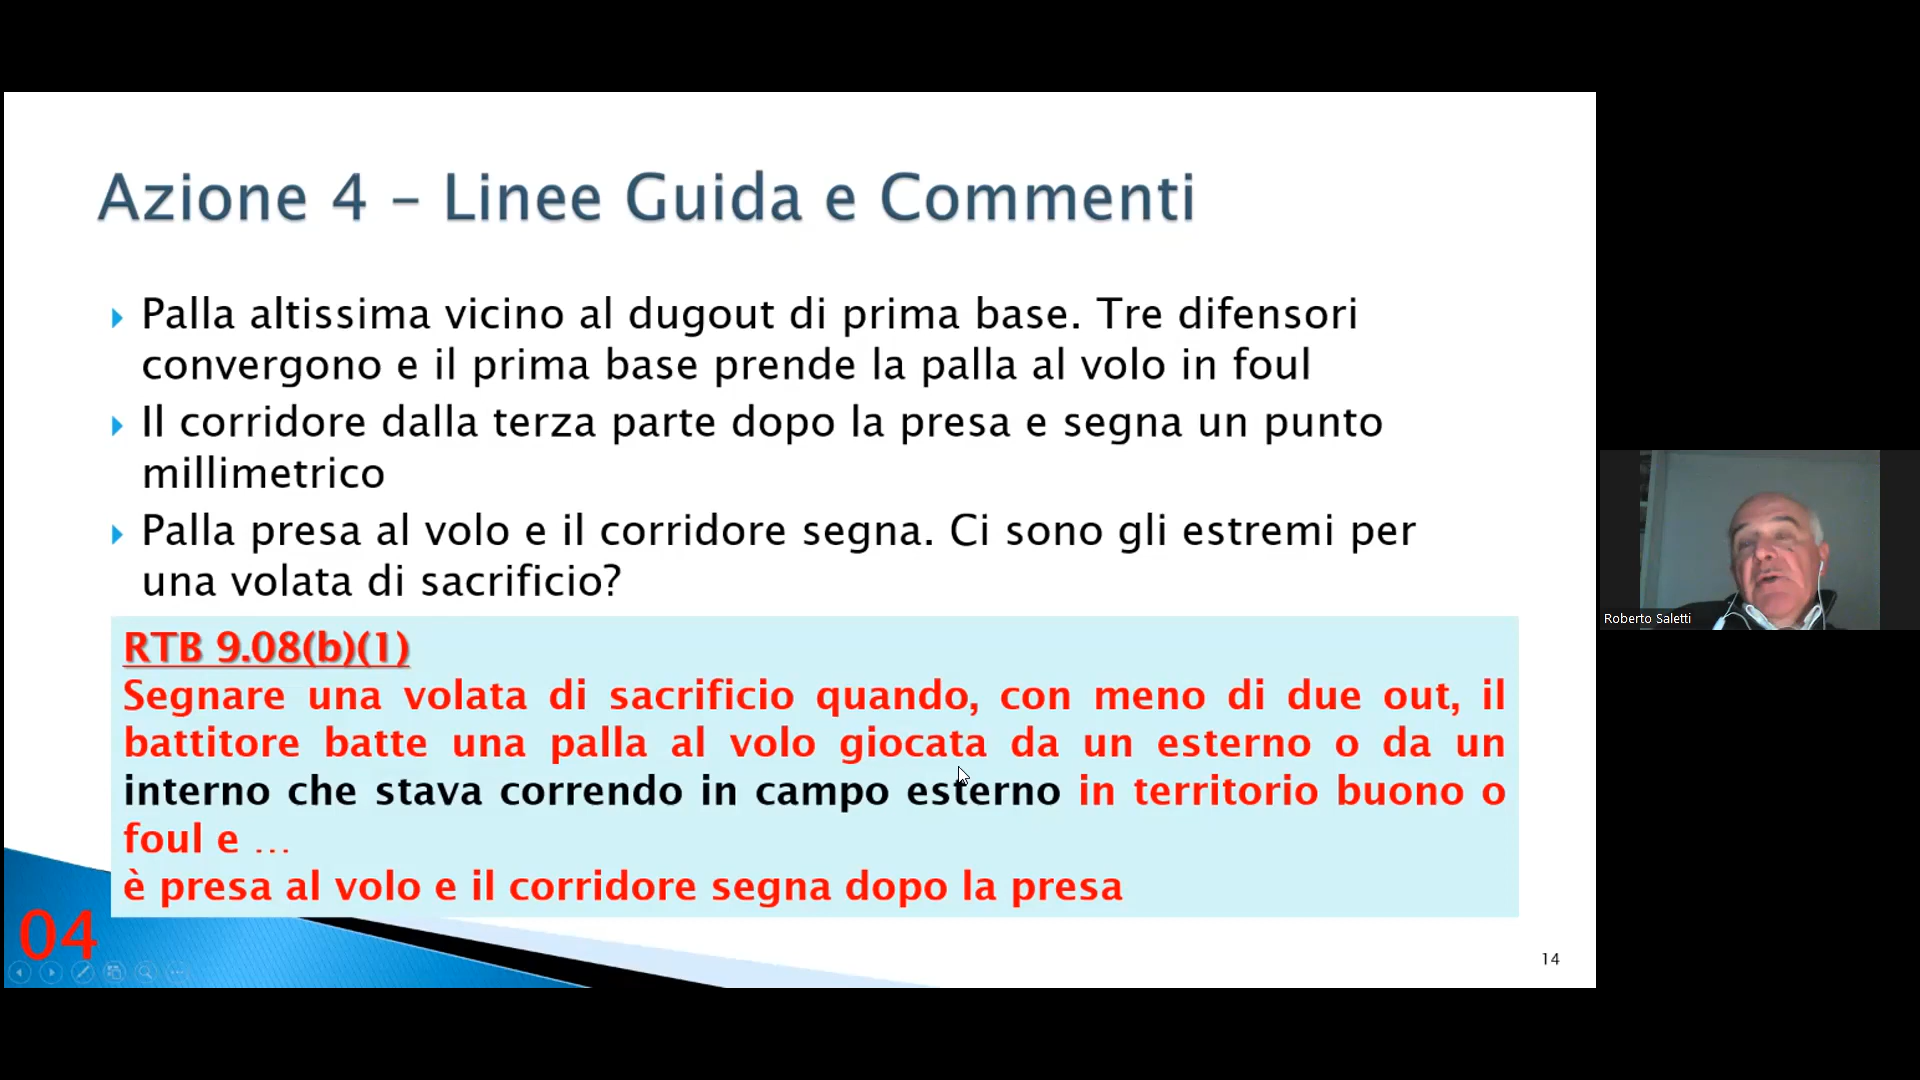 Azione 4 – Linee Guida e Commenti
Palla altissima vicino al dugout di prima base. Tre difensori
convergono e il prima base prende la palla al volo in foul
Il corridore dalla terza parte dopo la presa e segna un punto
millimetrico
Palla presa al volo e il corridore segna. Ci sono gli estremi per
una volata di sacrificio?
RTB 9.08(b)(1)
Segnare una volata di sacrificio quando, con meno di due out, il
battitore batte una palla al volo giocata da un esterno o da un
interno che stava correndo in campo esterno in territorio buono o
foul e …
è presa al volo e il corridore segna dopo la presa
04
14
Roberto Saletti